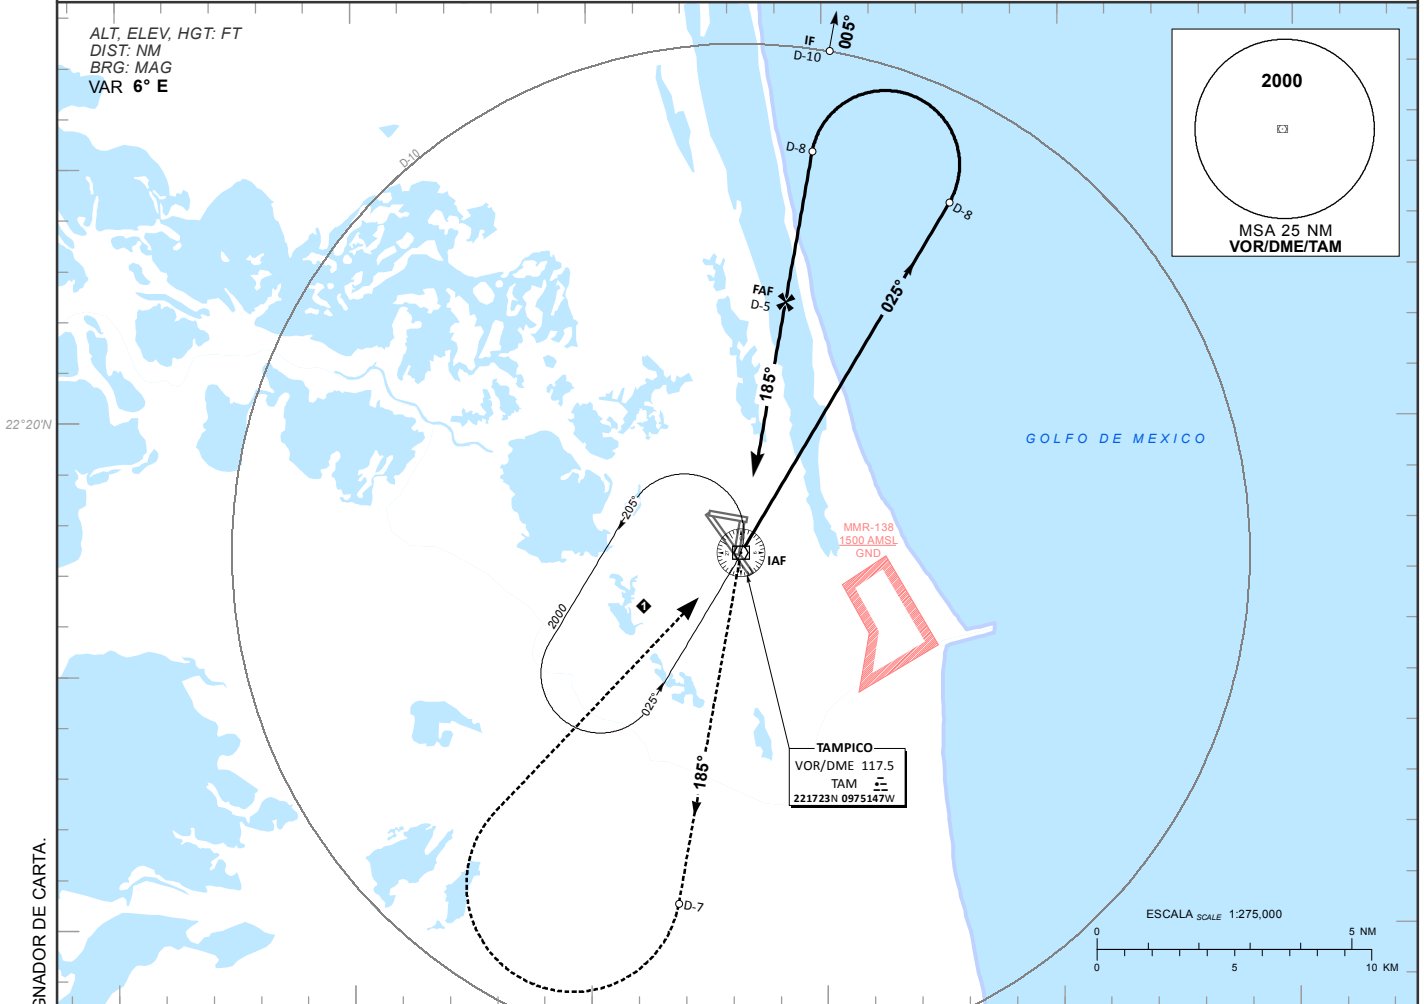 ALT, ELEV, HGT: FT
DIST: NM
BRG: MAG
VAR 6° E
IF
D-10
005°
2000
MSA 25 NM
VOR/DME/TAM
D-10
D-8
D-8
FAF
D-5
025°
185°
22°20'N
GOLFO DE MEXICO
205°
MMR-138
1500 AMSL
GND
IAF
1
2000
025°
185°
TAMPICO
VOR/DME 117.5
TAM
221723N 0975147W
D-7
GNADOR DE CARTA.
ESCALA SCALE 1:275,000
0 5 NM
0 5 10 KM